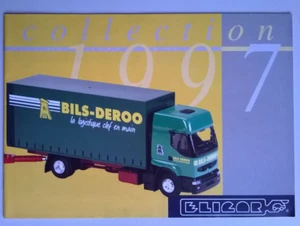 collection
1997
BILS-DEROO
la logistique clef en main
ELIGOR